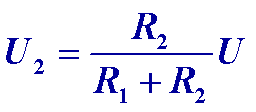 U₂ = R₂ / (R₁ + R₂) U